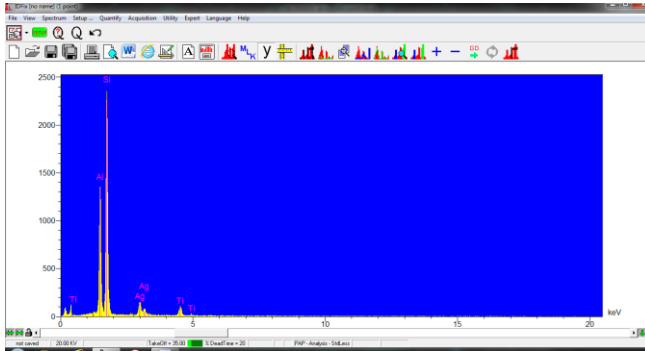 IDFix [no name] (1 point)
File View Spectrum Setup... Quantify Acquisition Utility Expert Language Help
A M L K y
2500
Si
2000
1500
Al
1000
500
Ag
Ti Ag Ti Ti
keV
0 5 10 15 20
not saved 20.00 KV TakeOff = 35.00 % DeadTime = 20 PAP - Analysis - StdLess